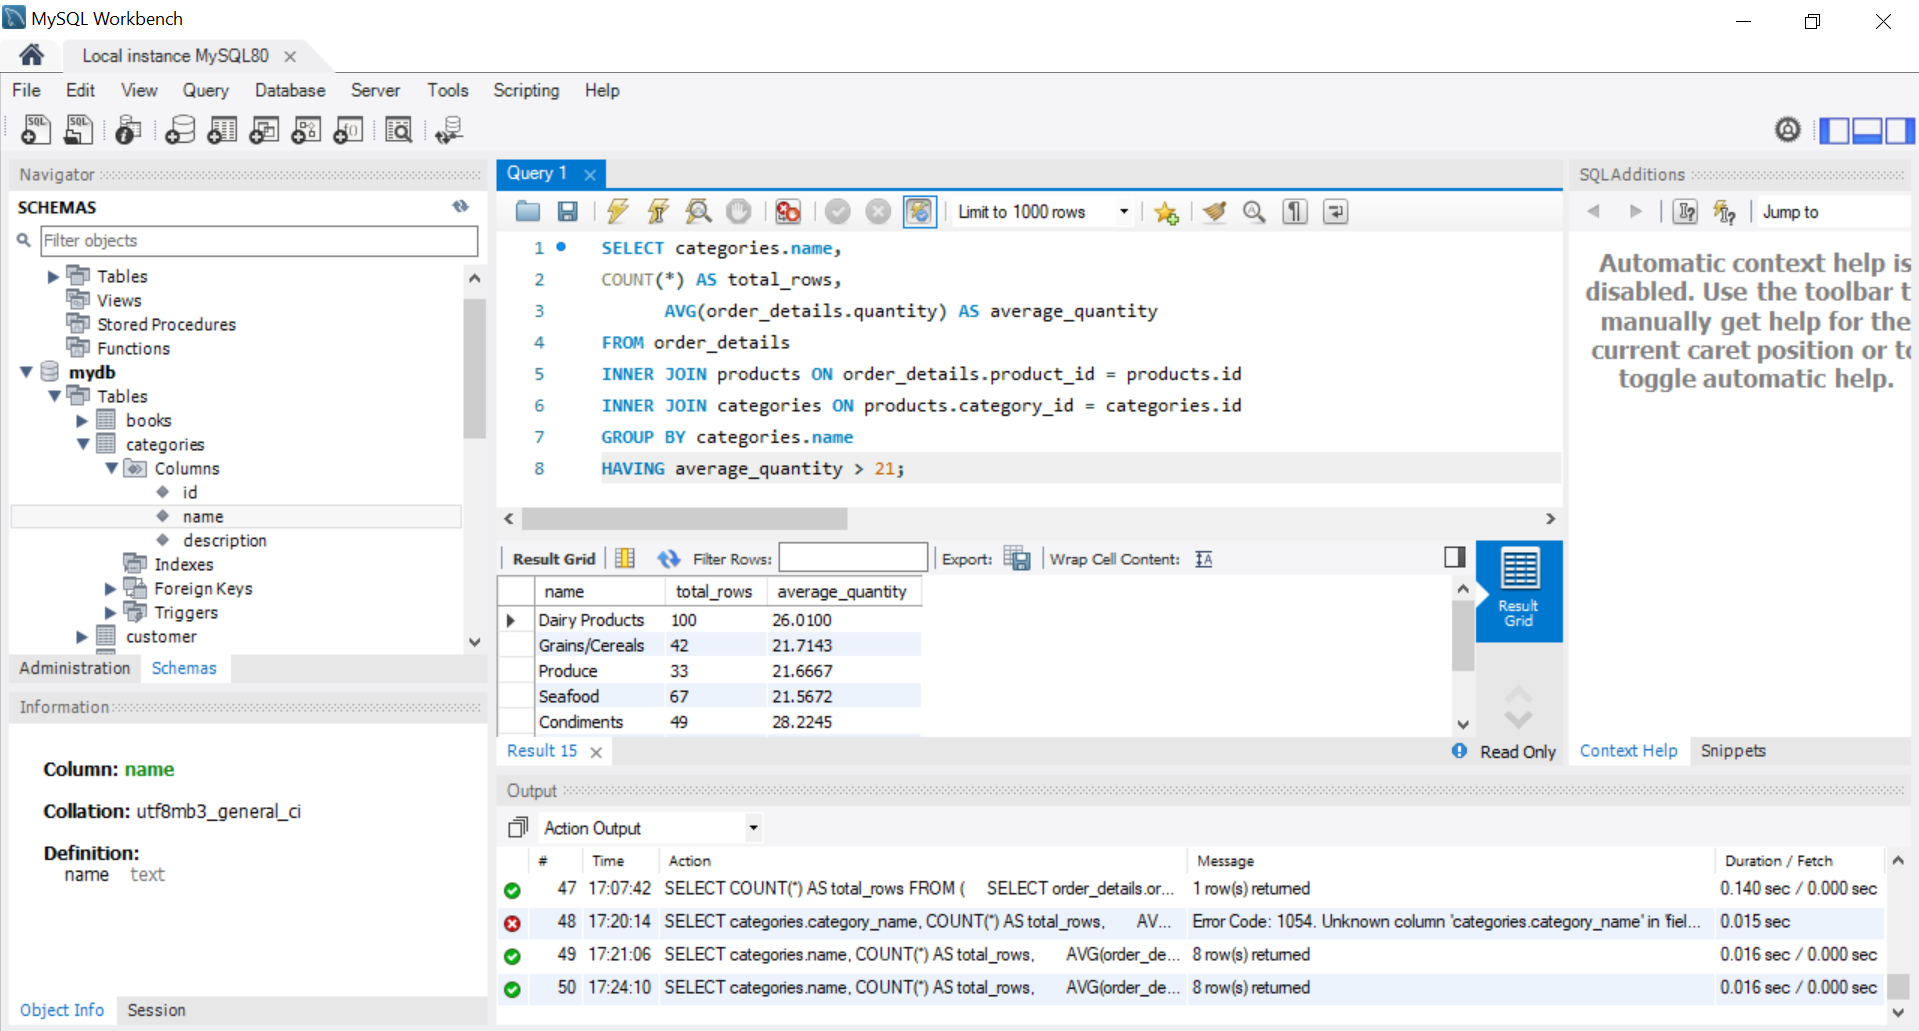 MySQL Workbench
Local instance MySQL80
File Edit View Query Database Server Tools Scripting Help
Navigator
SCHEMAS
Filter objects
Tables
Views
Stored Procedures
Functions
mydb
Tables
books
categories
Columns
id
name
description
Indexes
Foreign Keys
Triggers
customer
Administration Schemas
Information
Column: name
Collation: utf8mb3_general_ci
Definition:
name text
Object Info Session
Query 1
Limit to 1000 rows
1 SELECT categories.name,
2 COUNT(*) AS total_rows,
3 AVG(order_details.quantity) AS average_quantity
4 FROM order_details
5 INNER JOIN products ON order_details.product_id = products.id
6 INNER JOIN categories ON products.category_id = categories.id
7 GROUP BY categories.name
8 HAVING average_quantity > 21;
Result Grid Filter Rows: Export: Wrap Cell Content:
name total_rows average_quantity
Dairy Products 100 26.0100
Grains/Cereals 42 21.7143
Produce 33 21.6667
Seafood 67 21.5672
Condiments 49 28.2245
Result
Grid
Result 15
Read Only
SQLAdditions
Jump to
Automatic context help is
disabled. Use the toolbar t
manually get help for the
current caret position or to
toggle automatic help.
Context Help Snippets
Output
Action Output
# Time Action Message Duration / Fetch
47 17:07:42 SELECT COUNT(*) AS total_rows FROM ( SELECT order_details.or... 1 row(s) returned 0.140 sec / 0.000 sec
48 17:20:14 SELECT categories.category_name, COUNT(*) AS total_rows, AV... Error Code: 1054. Unknown column 'categories.category_name' in 'fiel... 0.015 sec
49 17:21:06 SELECT categories.name, COUNT(*) AS total_rows, AVG(order_de... 8 row(s) returned 0.016 sec / 0.000 sec
50 17:24:10 SELECT categories.name, COUNT(*) AS total_rows, AVG(order_de... 8 row(s) returned 0.016 sec / 0.000 sec